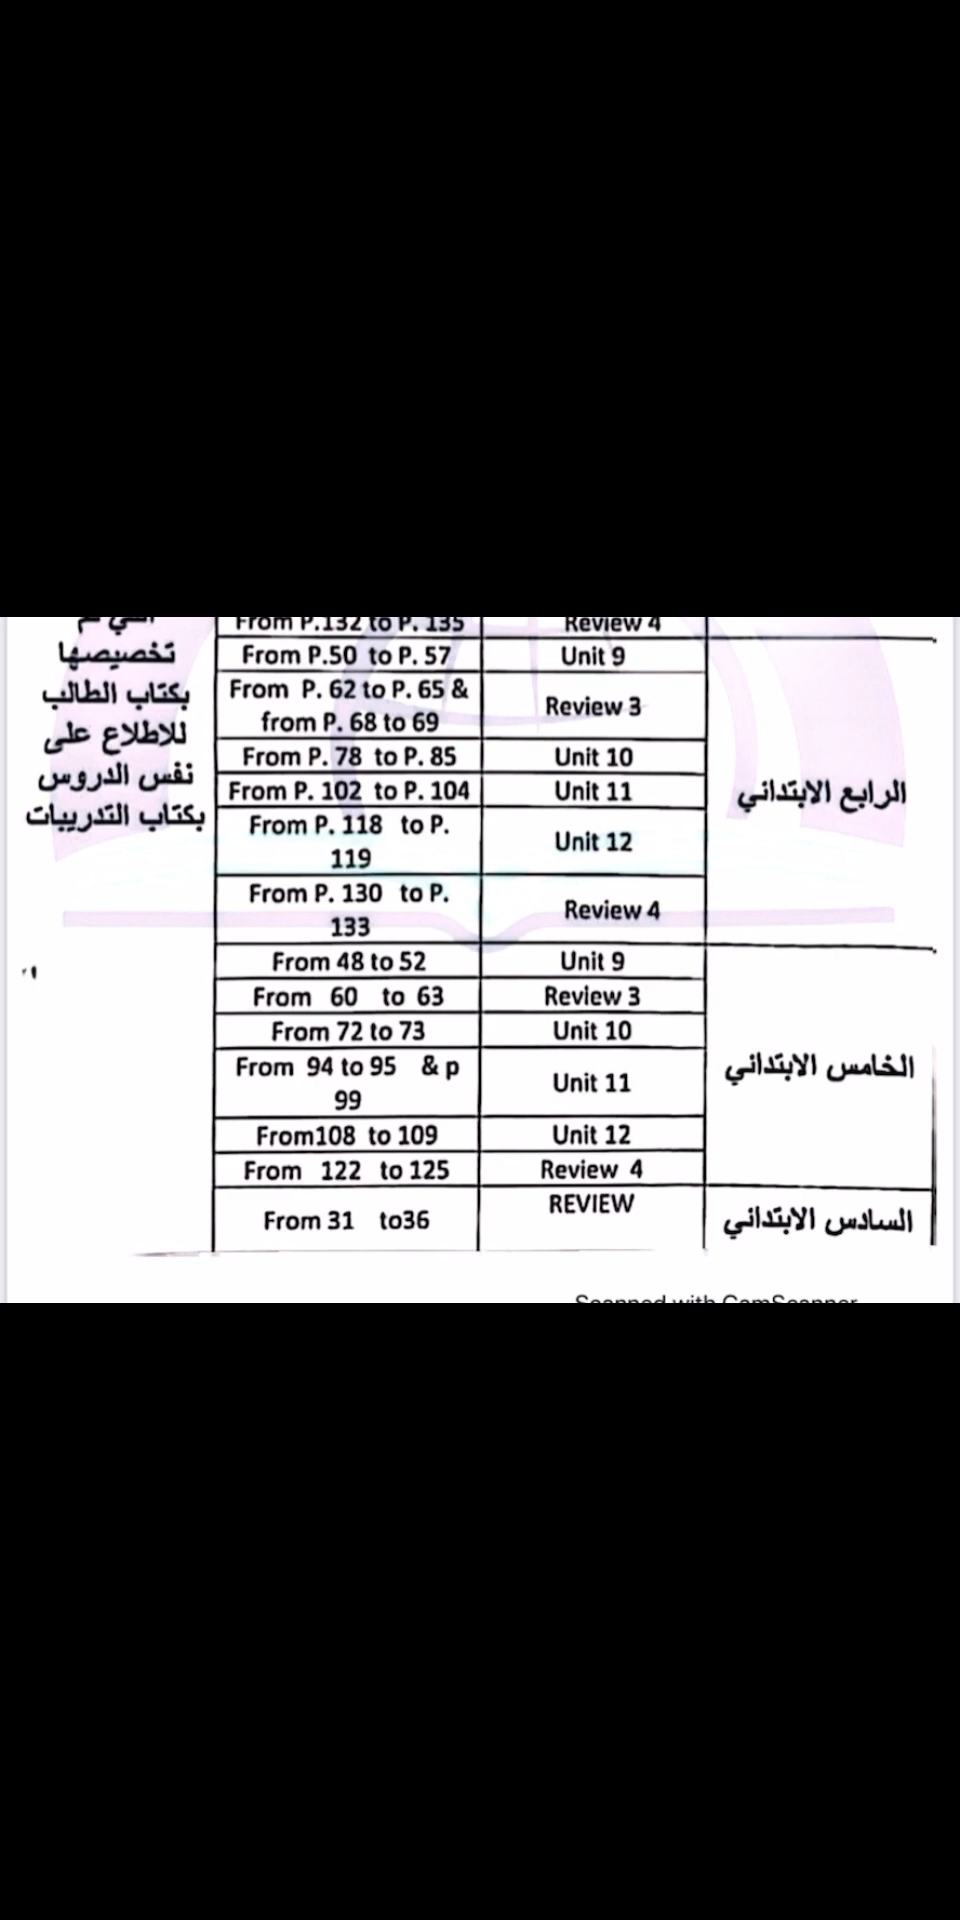 From P.132 to P. 135
Review 4
تخصيصها
بكتاب الطالب
للاطلاع على
نفس الدروس
بكتاب التدريبات
الرابع الابتدائي
Unit 9
From P.50 to P. 57
Review 3
From P. 62 to P. 65 &
from P. 68 to 69
Unit 10
From P. 78 to P. 85
Unit 11
From P. 102 to P. 104
Unit 12
From P. 118 to P.
119
Review 4
From P. 130 to P.
133
الخامس الابتدائي
Unit 9
From 48 to 52
Review 3
From 60 to 63
Unit 10
From 72 to 73
Unit 11
From 94 to 95 & p
99
Unit 12
From108 to 109
Review 4
From 122 to 125
السادس الابتدائي
REVIEW
From 31 to36
Scanned with CamScanner